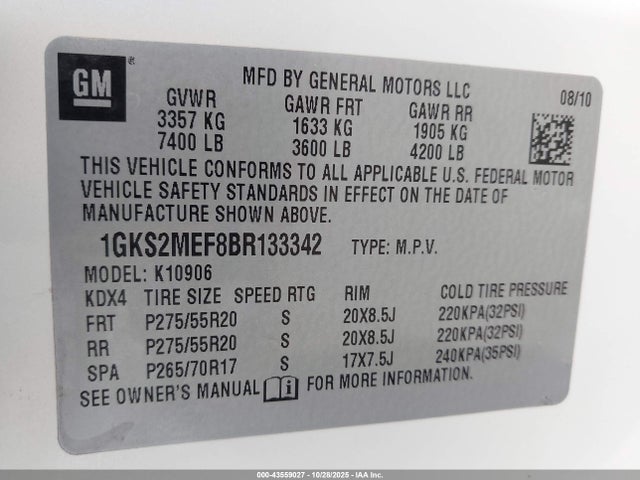 GM ®
MFD BY GENERAL MOTORS LLC
08/10
GVWR GAWR FRT GAWR RR
3357 KG 1633 KG 1905 KG
7400 LB 3600 LB 4200 LB
THIS VEHICLE CONFORMS TO ALL APPLICABLE U.S. FEDERAL MOTOR
VEHICLE SAFETY STANDARDS IN EFFECT ON THE DATE OF
MANUFACTURE SHOWN ABOVE.
1GKS2MEF8BR133342 TYPE: M.P.V.
MODEL: K10906
KDX4 TIRE SIZE SPEED RTG RIM COLD TIRE PRESSURE
FRT P275/55R20 S 20X8.5J 220KPA(32PSI)
RR P275/55R20 S 20X8.5J 220KPA(32PSI)
SPA P265/70R17 S 17X7.5J 240KPA(35PSI)
SEE OWNER'S MANUAL i FOR MORE INFORMATION.
000-43559027 - 10/28/2025 - IAA Inc.